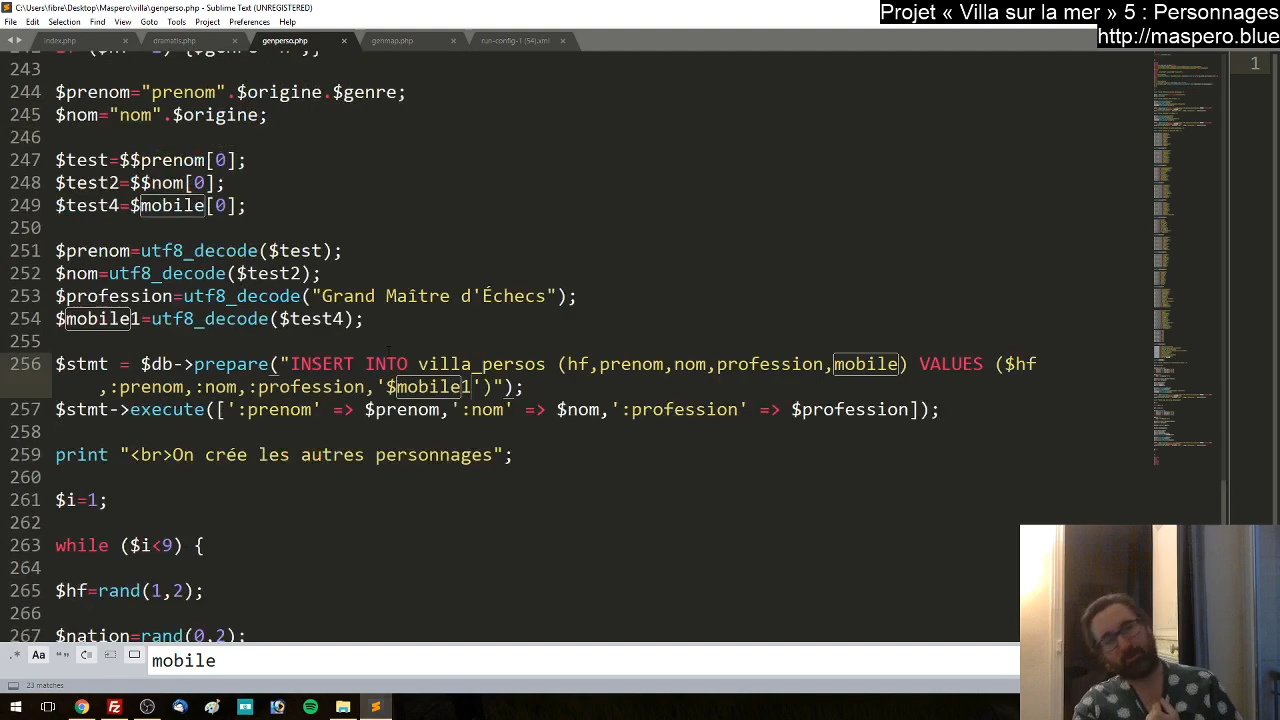 C:\Users\fibre\Desktop\Maspero\villa\genperso.php - Sublime Text (UNREGISTERED)
Projet « Villa sur la mer » 5 : Personnages
http://maspero.blue
File Edit Selection Find View Goto Tools Project Preferences Help
index.php dramatis.php genperso.php genmap.php run-config-1 (54).xml
1
243
244 $prenom="prenom".$origine.$genre;
245 $nom="nom".$origine;
246
247 $test=$$prenom[0];
248 $test2=$$nom[0];
249 $test4=$mobile[0];
250
251 $prenom=utf8_decode($test);
252 $nom=utf8_decode($test2);
253 $profession=utf8_decode("Grand Maître d'Échecs");
254 $mobile1=utf8_decode($test4);
255
256 $stmt = $db->prepare("INSERT INTO villa_persos (hf,prenom,nom,profession,mobile) VALUES ($hf
,:prenom,:nom,:profession,'$mobile1')");
257 $stmt->execute([':prenom' => $prenom,':nom' => $nom,':profession' => $profession]);
258
259 print "<br>On crée les autres personnages";
260
261 $i=1;
262
263 while ($i<9) {
264
265 $hf=rand(1,2);
266
267 $nation=rand(0,2);
.* Aa “” mobile
23 matches